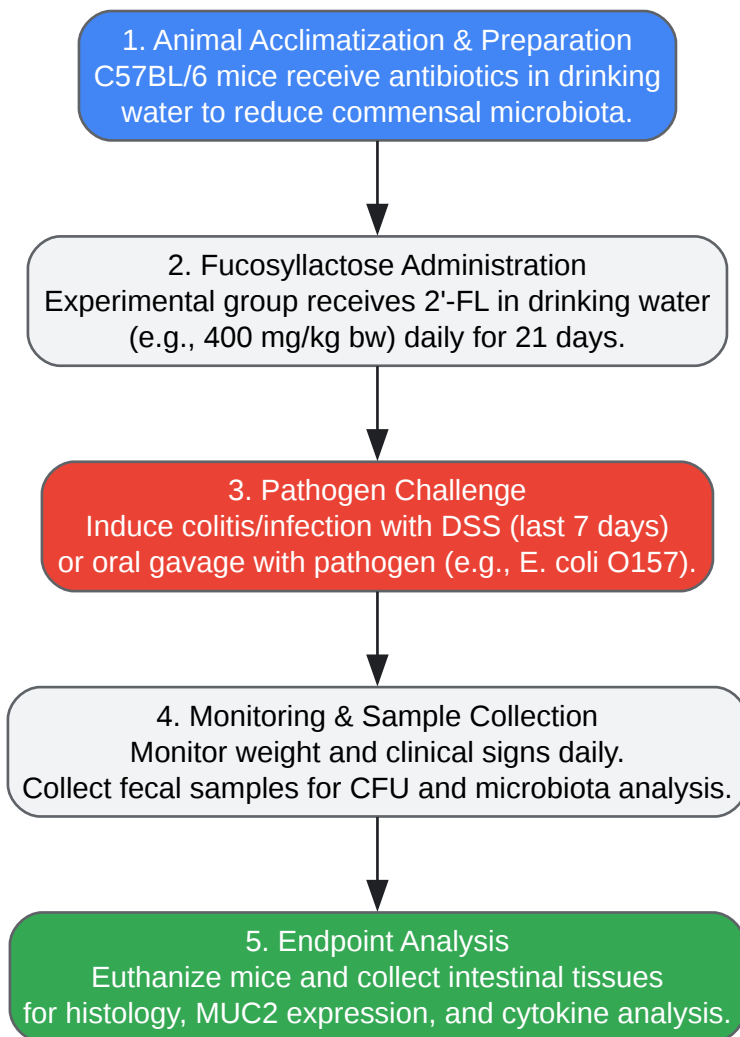 1. Animal Acclimatization & Preparation
C57BL/6 mice receive antibiotics in drinking
water to reduce commensal microbiota.
2. Fucosyllactose Administration
Experimental group receives 2'-FL in drinking water
(e.g., 400 mg/kg bw) daily for 21 days.
3. Pathogen Challenge
Induce colitis/infection with DSS (last 7 days)
or oral gavage with pathogen (e.g., E. coli O157).
4. Monitoring & Sample Collection
Monitor weight and clinical signs daily.
Collect fecal samples for CFU and microbiota analysis.
5. Endpoint Analysis
Euthanize mice and collect intestinal tissues
for histology, MUC2 expression, and cytokine analysis.